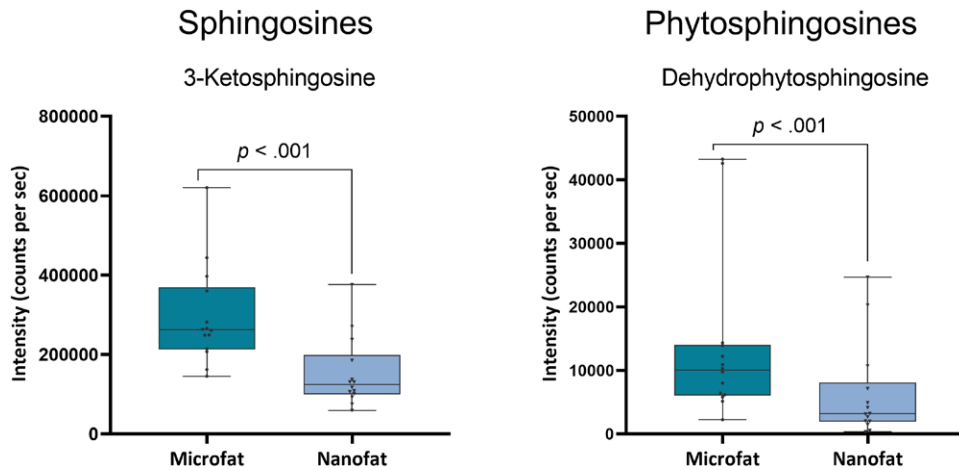 Sphingosines
3-Ketosphingosine
800000
600000
400000
200000
0
Intensity (counts per sec)
p < .001
Microfat Nanofat
Phytosphingosines
Dehydrophytosphingosine
50000
40000
30000
20000
10000
0
Intensity (counts per sec)
p < .001
Microfat Nanofat